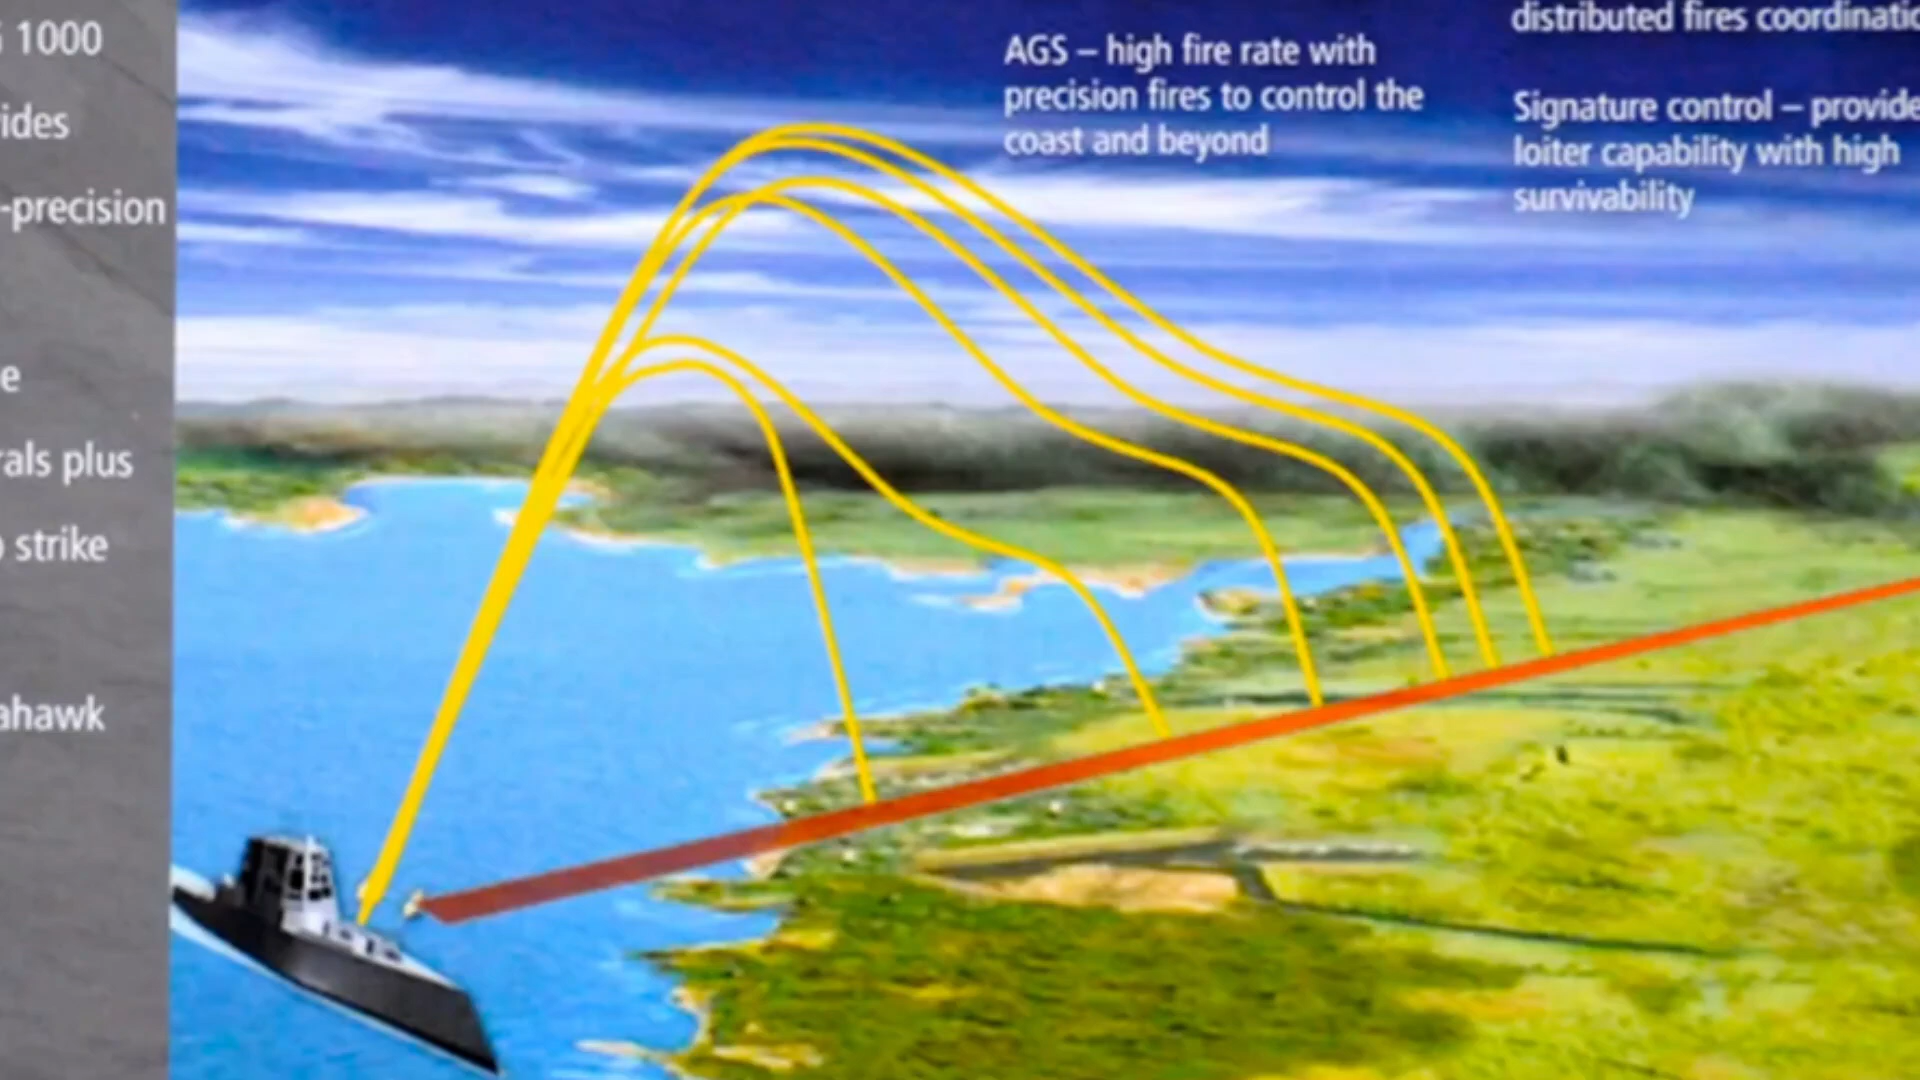 1000
ides
-precision
e
rals plus
strike
ahawk
AGS – high fire rate with
precision fires to control the
coast and beyond
distributed fires coordinatio
Signature control – provide
loiter capability with high
survivability